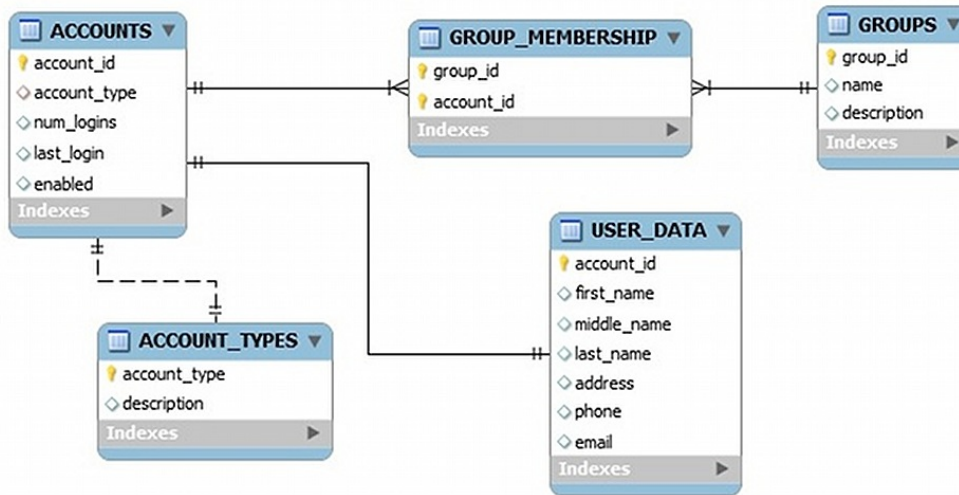 ACCOUNTS
account_id
account_type
num_logins
last_login
enabled
Indexes
GROUP_MEMBERSHIP
group_id
account_id
Indexes
GROUPS
group_id
name
description
Indexes
USER_DATA
account_id
first_name
middle_name
last_name
address
phone
email
Indexes
ACCOUNT_TYPES
account_type
description
Indexes